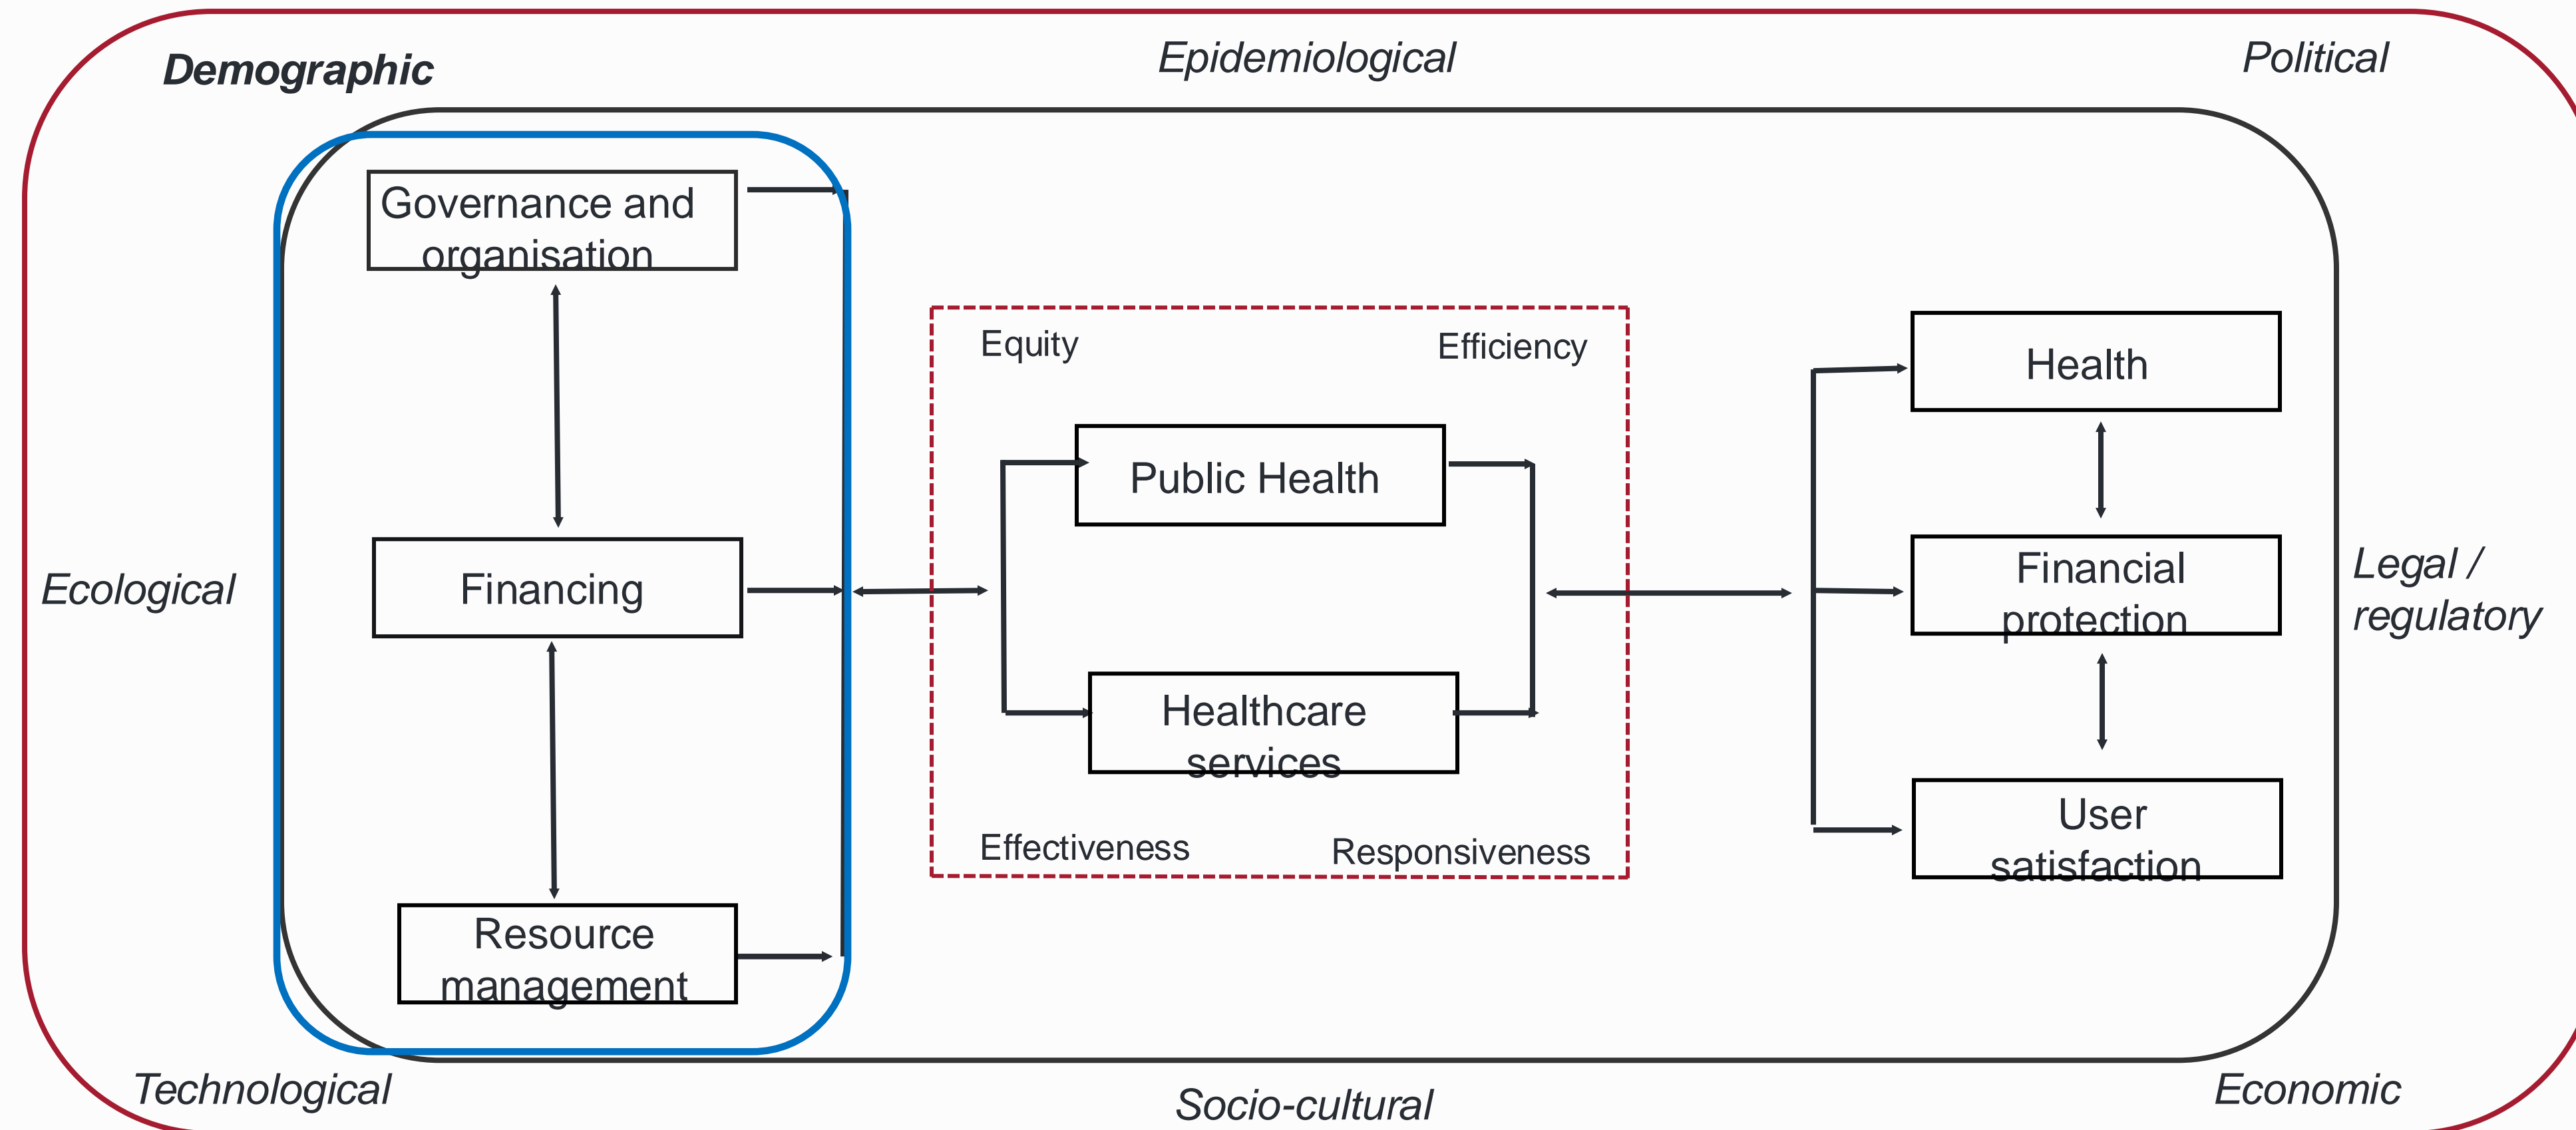 Demographic
Epidemiological
Political
Governance and
organisation
Equity
Efficiency
Health
Public Health
Ecological
Financing
Financial
protection
Legal /
regulatory
Healthcare
services
User
satisfaction
Effectiveness
Responsiveness
Resource
management
Technological
Socio-cultural
Economic